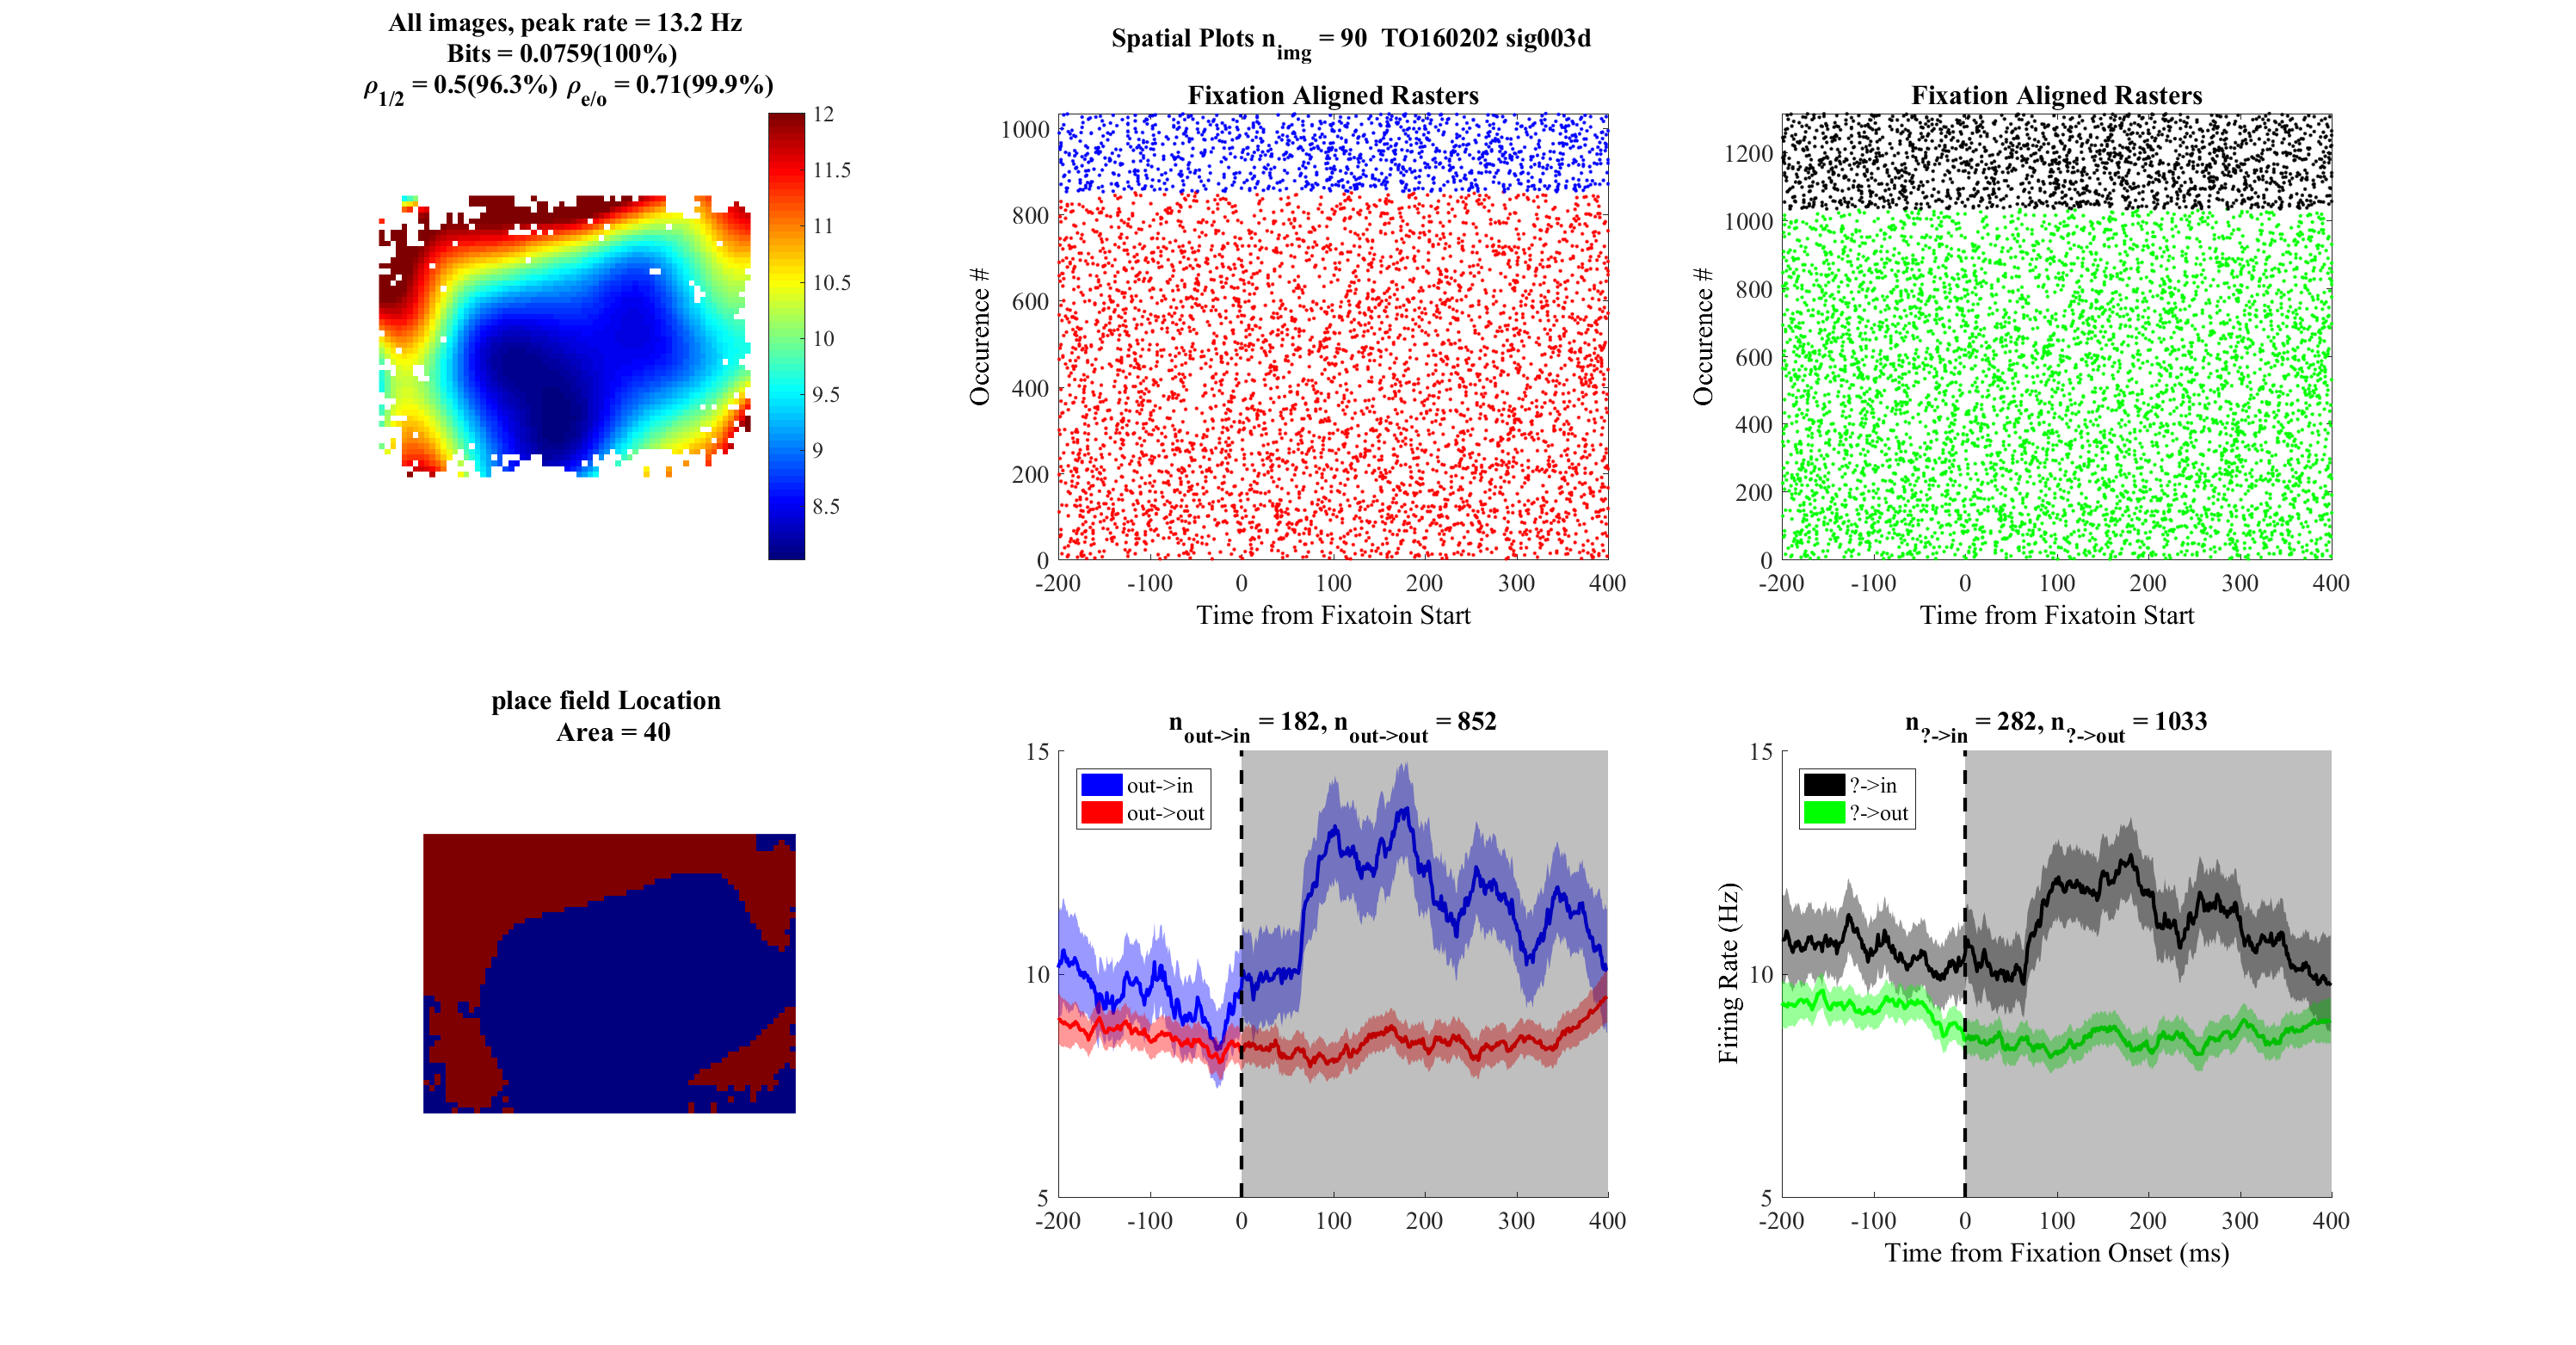 All images, peak rate = 13.2 Hz
Bits = 0.0759(100%)
ρ1/2 = 0.5(96.3%) ρe/o = 0.71(99.9%)
12
11.5
11
10.5
10
9.5
9
8.5
Spatial Plots nimg = 90 TO160202 sig003d
Fixation Aligned Rasters
Occurence #
1000
800
600
400
200
0
-200 -100 0 100 200 300 400
Time from Fixatoin Start
Fixation Aligned Rasters
Occurence #
1200
1000
800
600
400
200
0
-200 -100 0 100 200 300 400
Time from Fixatoin Start
place field Location
Area = 40
nout->in = 182, nout->out = 852
15
10
5
out->in
out->out
-200 -100 0 100 200 300 400
n?->in = 282, n?->out = 1033
Firing Rate (Hz)
15
10
5
?->in
?->out
-200 -100 0 100 200 300 400
Time from Fixation Onset (ms)